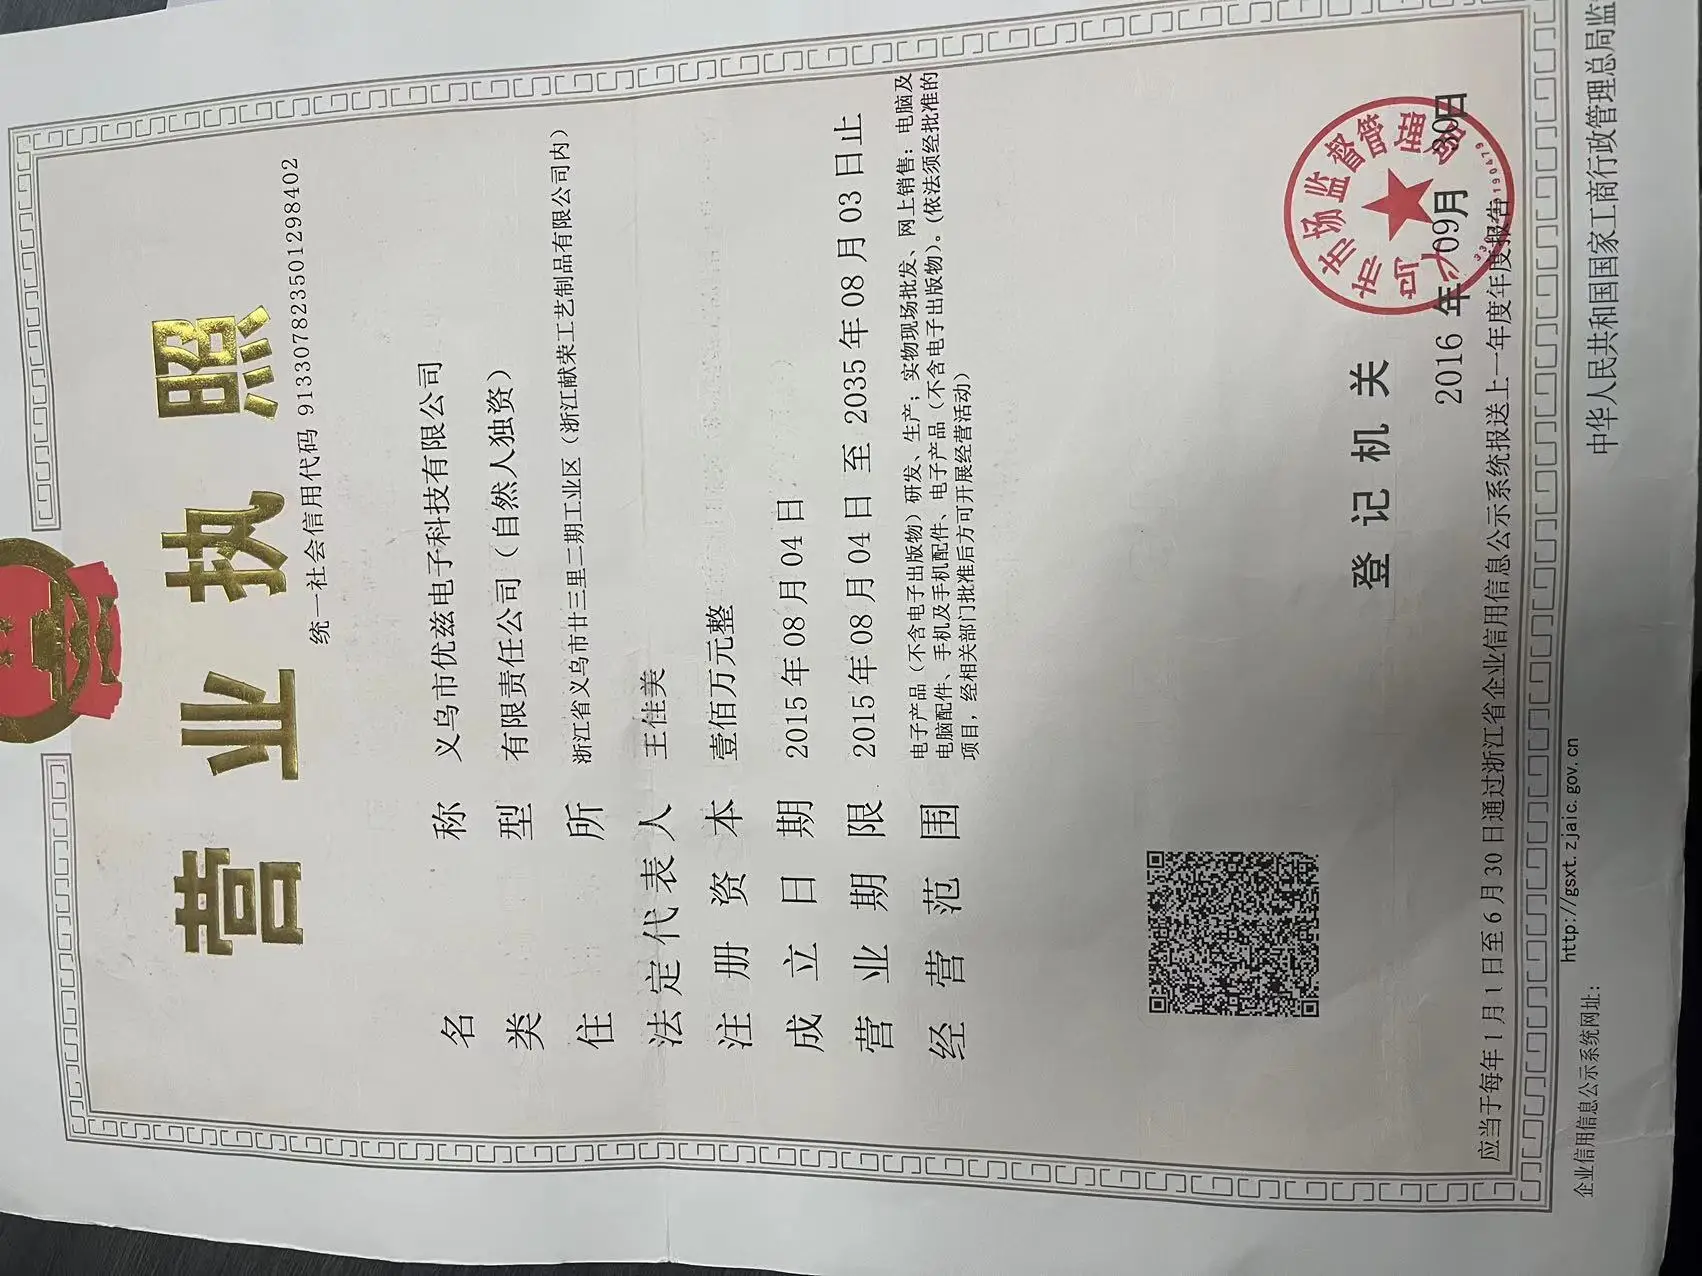 营业执照
统一社会信用代码 913307823501298402
名称 义乌市优兹电子科技有限公司
类型 有限责任公司（自然人独资）
住所 浙江省义乌市廿三里二期工业区（浙江献荣工艺制品有限公司内）
法定代表人 王佳美
注册资本 壹佰万元整
成立日期 2015年08月04日
营业期限 2015年08月04日至2035年08月03日止
经营范围 电子产品（不含电子出版物）研发、生产；实物现场批发、网上销售：电脑及
电脑配件、手机及手机配件、电子产品（不含电子出版物）。（依法须经批准的
项目，经相关部门批准后方可开展经营活动）
登记机关
市场监督管理局
2016年09月30日
应当于每年1月1日至6月30日通过浙江省企业信用信息公示系统报送上一年度年度报告
企业信用信息公示系统网址： http://gsxt.zjaic.gov.cn
中华人民共和国国家工商行政管理总局监